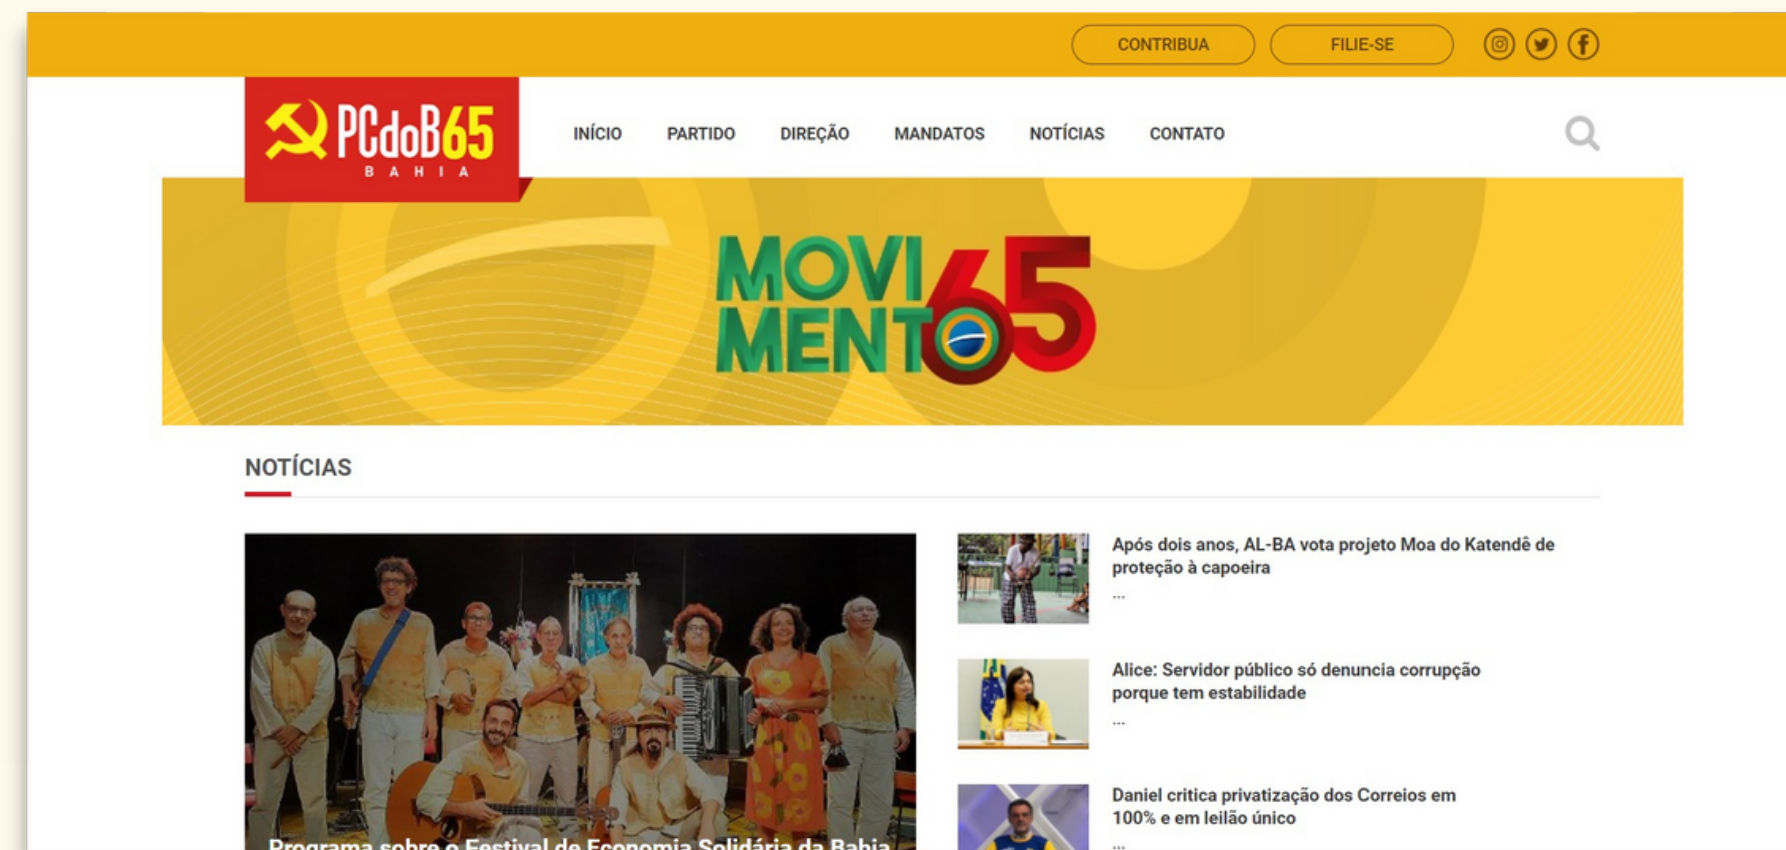 CONTRIBUA
FILIE-SE
PCdoB65
BAHIA
INÍCIO
PARTIDO
DIREÇÃO
MANDATOS
NOTÍCIAS
CONTATO
MOVI
MENTO
65
NOTÍCIAS
Programa sobre o Festival de Economia Solidária da Bahia
Após dois anos, AL-BA vota projeto Moa do Katendê de
proteção à capoeira
...
Alice: Servidor público só denuncia corrupção
porque tem estabilidade
...
Daniel critica privatização dos Correios em
100% e em leilão único
...